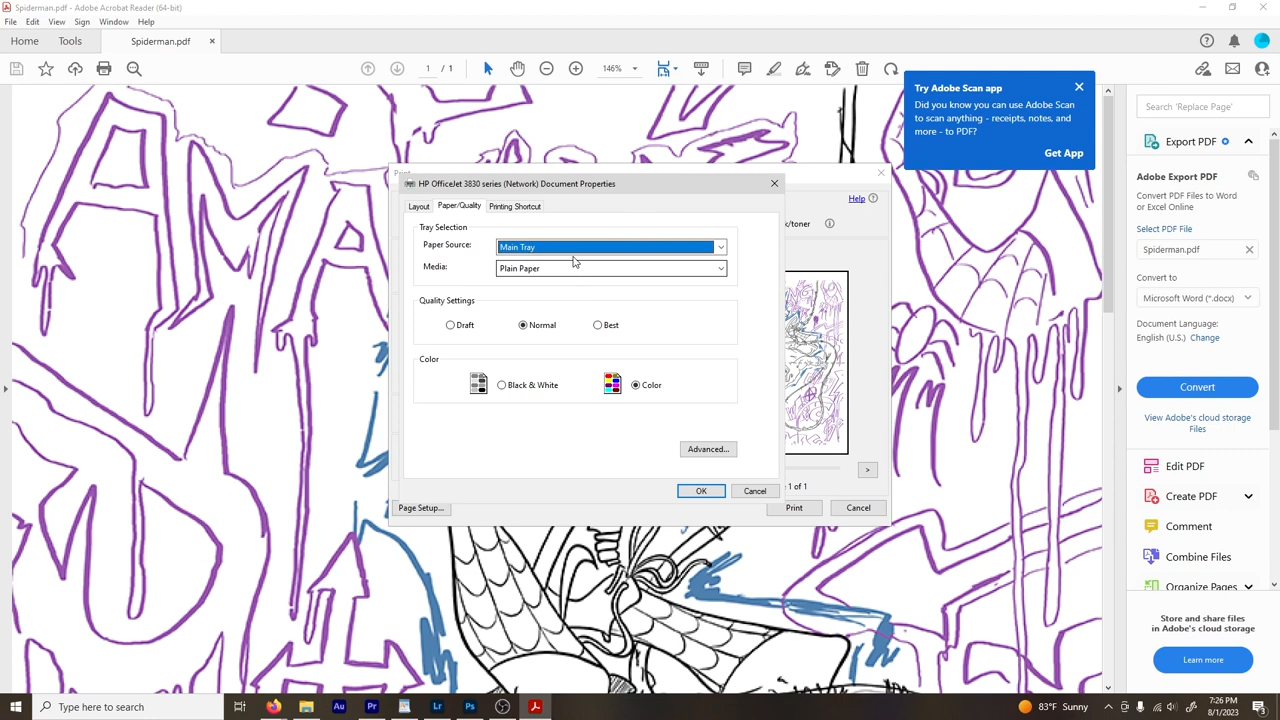 Spiderman.pdf - Adobe Acrobat Reader (64-bit)
File Edit View Sign Window Help
Home Tools Spiderman.pdf ×
1 / 1 146%
Try Adobe Scan app
Did you know you can use Adobe Scan
to scan anything - receipts, notes, and
more - to PDF?
Get App
Print
Help
k/toner
HP OfficeJet 3830 series (Network) Document Properties
Layout Paper/Quality Printing Shortcut
Tray Selection
Paper Source: Main Tray
Media: Plain Paper
Quality Settings
Draft Normal Best
Color
Black & White Color
Advanced...
OK Cancel
1 of 1
Page Setup... Print Cancel
Search 'Replace Page'
Export PDF
Adobe Export PDF
Convert PDF Files to Word
or Excel Online
Select PDF File
Spiderman.pdf
Convert to
Microsoft Word (*.docx)
Document Language:
English (U.S.) Change
Convert
View Adobe's cloud storage
Files
Edit PDF
Create PDF
Comment
Combine Files
Organize Pages
Store and share files
in Adobe's cloud storage
Learn more
Type here to search
Au Pr Lr Ps
83°F Sunny
7:26 PM
8/1/2023
3